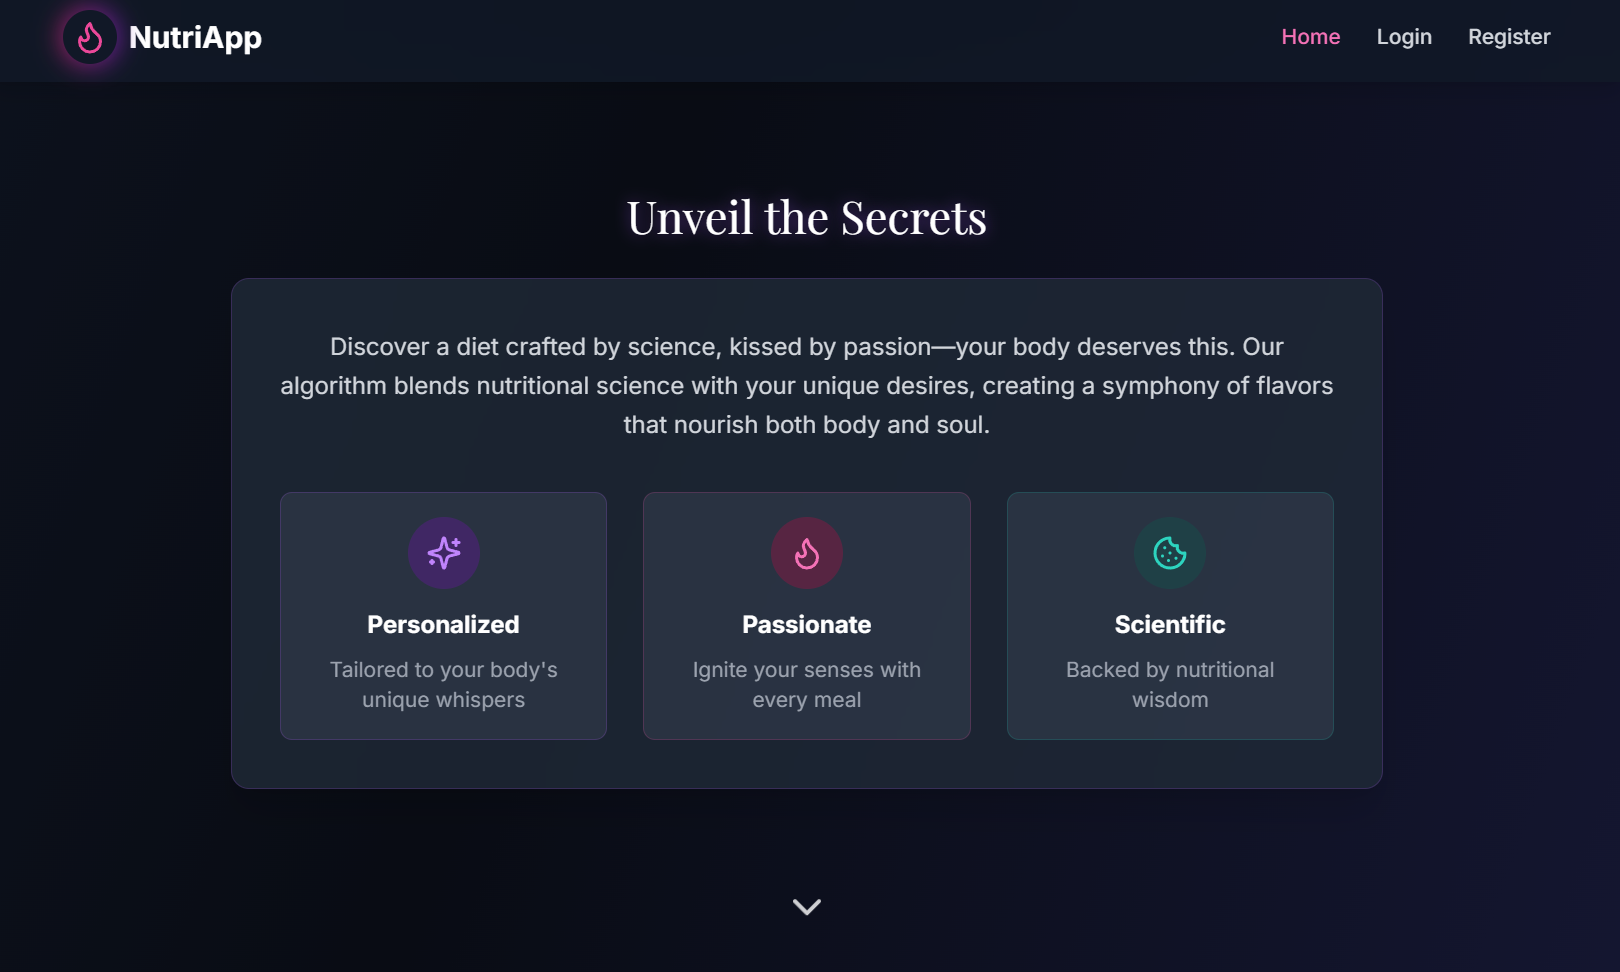 NutriApp
Home Login Register
Unveil the Secrets
Discover a diet crafted by science, kissed by passion—your body deserves this. Our
algorithm blends nutritional science with your unique desires, creating a symphony of flavors
that nourish both body and soul.
Personalized
Tailored to your body's
unique whispers
Passionate
Ignite your senses with
every meal
Scientific
Backed by nutritional
wisdom